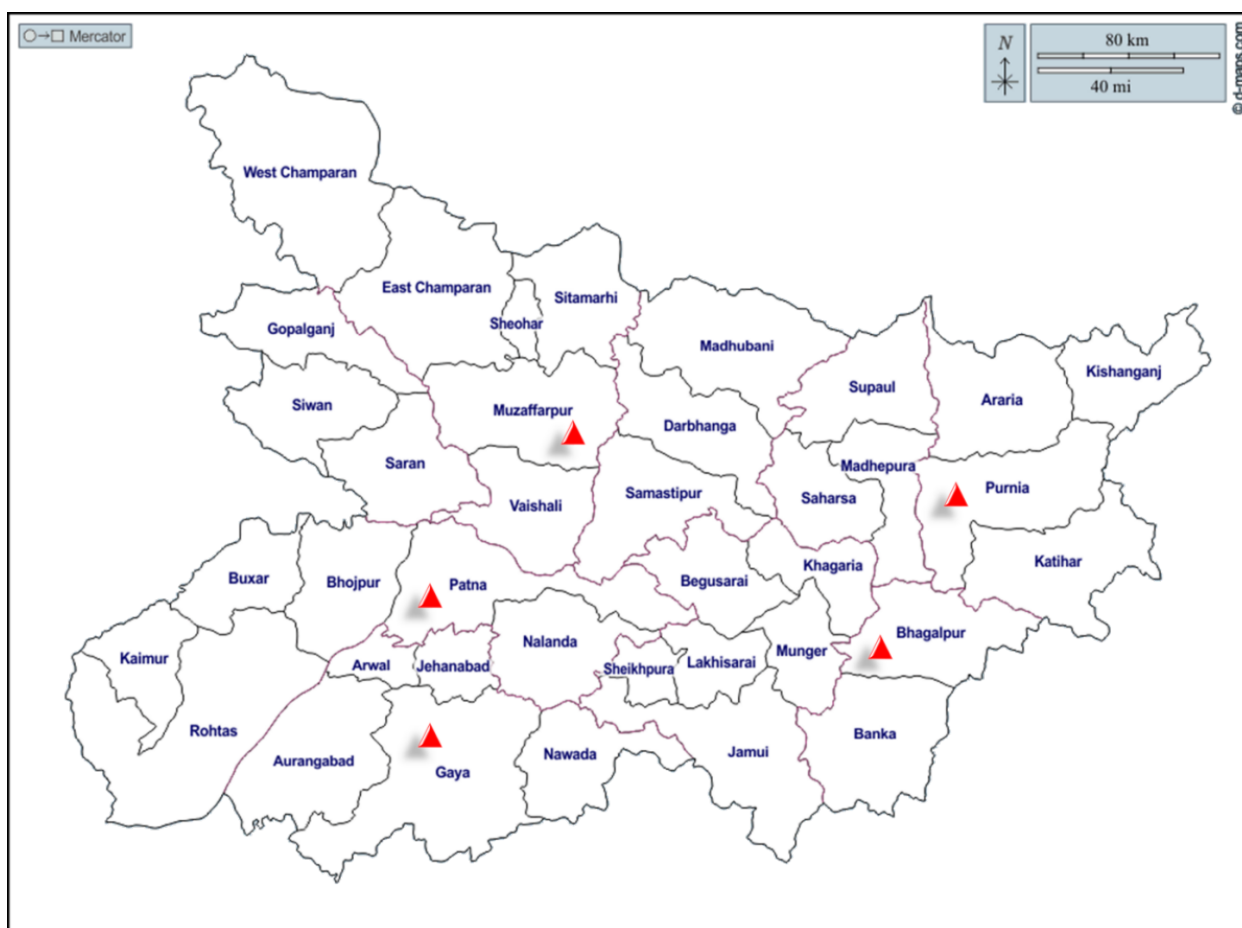 ○→□ Mercator
N
80 km
40 mi
© d-maps.com
West Champaran
East Champaran
Sitamarhi
Sheohar
Gopalganj
Madhubani
Kishanganj
Supaul
Araria
Siwan
Muzaffarpur
Darbhanga
Saran
Madhepura
Purnia
Vaishali
Samastipur
Saharsa
Katihar
Khagaria
Buxar
Bhojpur
Patna
Begusarai
Bhagalpur
Nalanda
Kaimur
Arwal
Jehanabad
Sheikhpura
Lakhisarai
Munger
Rohtas
Banka
Aurangabad
Gaya
Nawada
Jamui